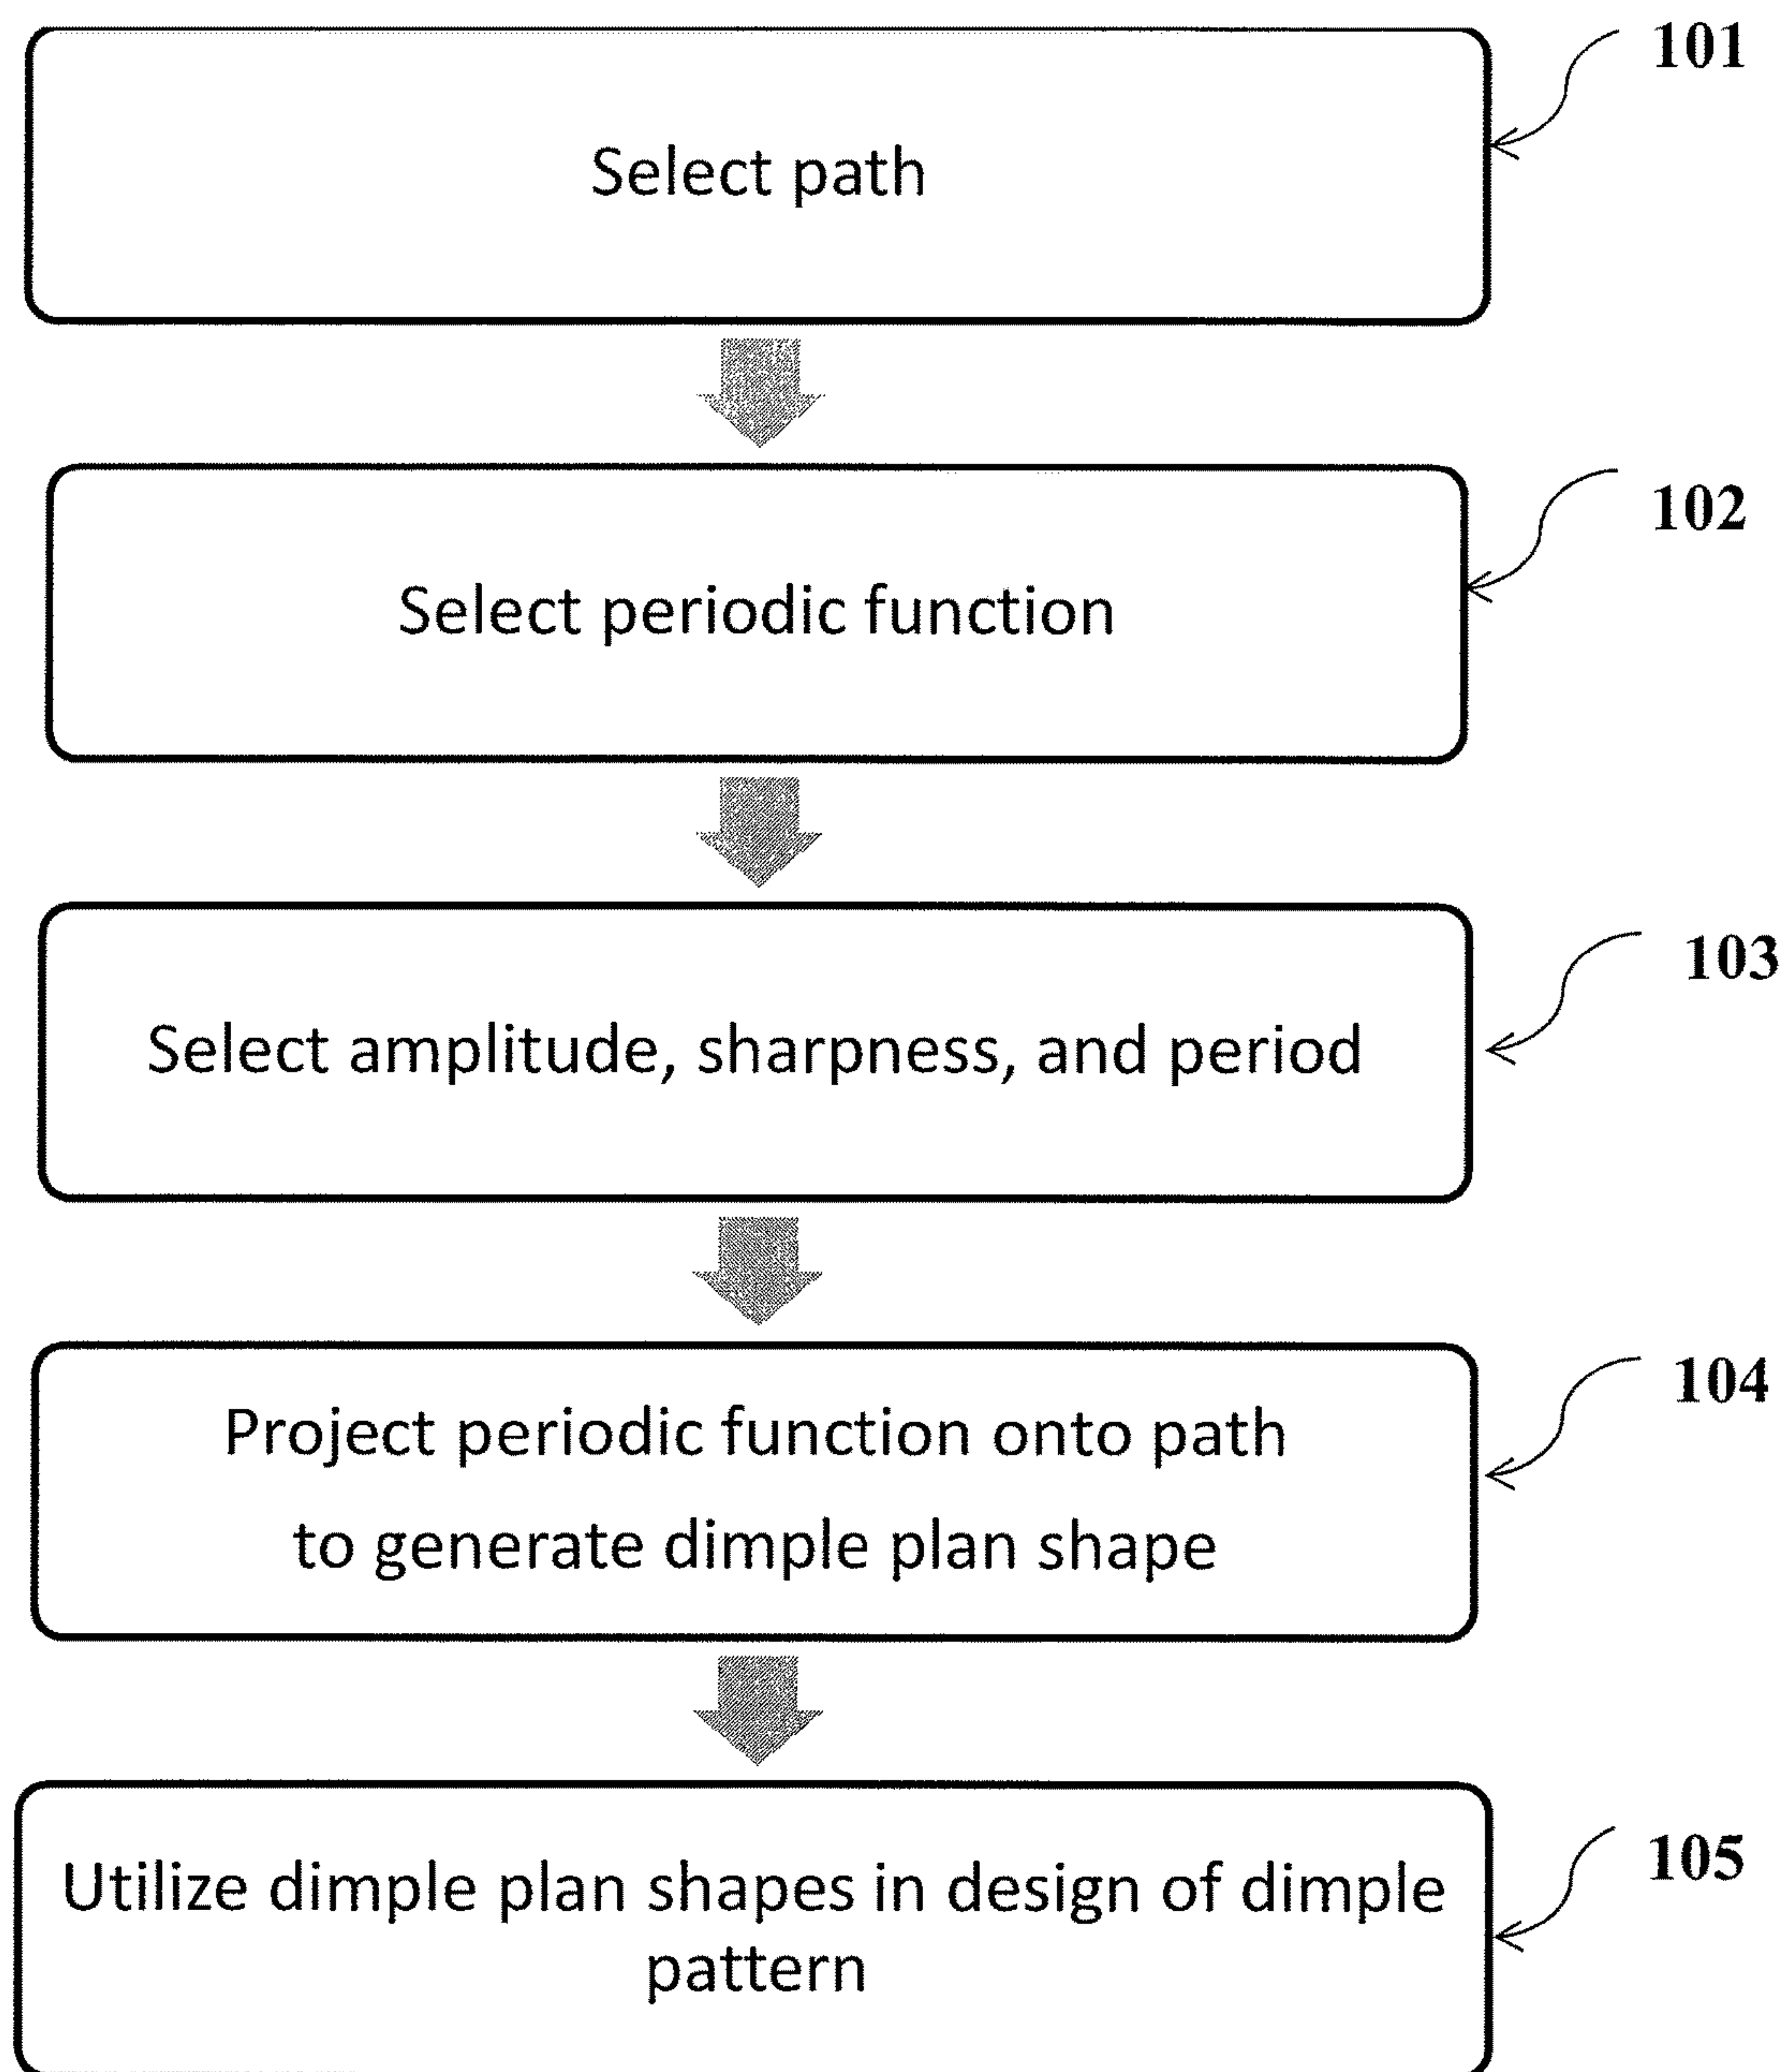 101
Select path
102
Select periodic function
103
Select amplitude, sharpness, and period
104
Project periodic function onto path
to generate dimple plan shape
105
Utilize dimple plan shapes in design of dimple
pattern